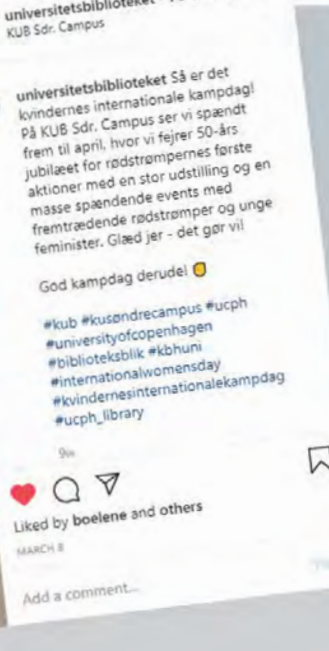 universitetsbiblioteket
KUB Sdr. Campus
universitetsbiblioteket Så er det
kvindernes internationale kampdag!
På KUB Sdr. Campus ser vi spændt
frem til april, hvor vi fejrer 50-års
jubilæet for rødstrømpernes første
aktioner med en stor udstilling og en
masse spændende events med
fremtrædende rødstrømper og unge
feminister. Glæd jer - det gør vi!
God kampdag derude!
#kub #kusøndrecampus #ucph
#universityofcopenhagen
#biblioteksblik #kbhuni
#internationalwomensday
#kvindernesinternationalekampdag
#ucph_library
9w
Liked by boelene and others
MARCH 8
Add a comment...